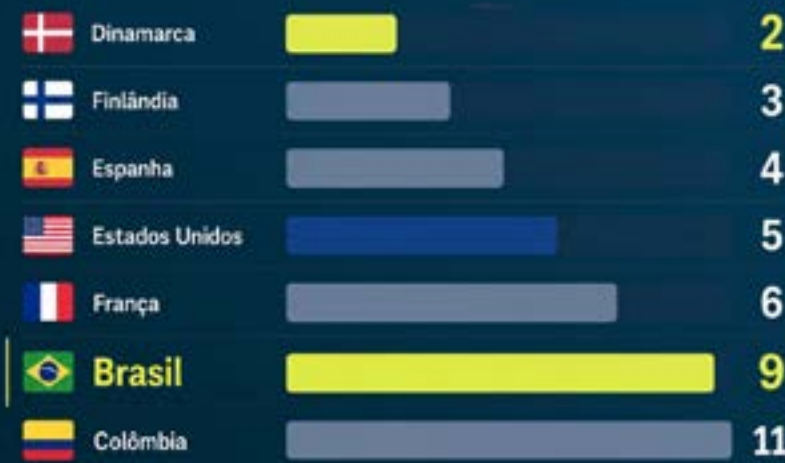 Dinamarca 2
Finlândia 3
Espanha 4
Estados Unidos 5
França 6
Brasil 9
Colômbia 11